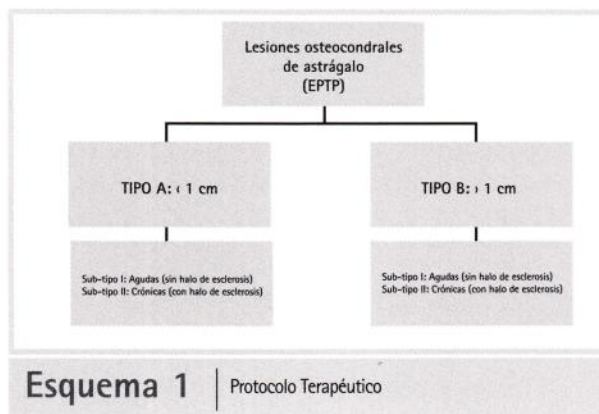 Lesiones osteocondrales
de astrágalo
(EPTP)
TIPO A: ‹ 1 cm
TIPO B: › 1 cm
Sub-tipo I: Agudas (sin halo de esclerosis)
Sub-tipo II: Crónicas (con halo de esclerosis)
Sub-tipo I: Agudas (sin halo de esclerosis)
Sub-tipo II: Crónicas (con halo de esclerosis)
Esquema 1
Protocolo Terapéutico